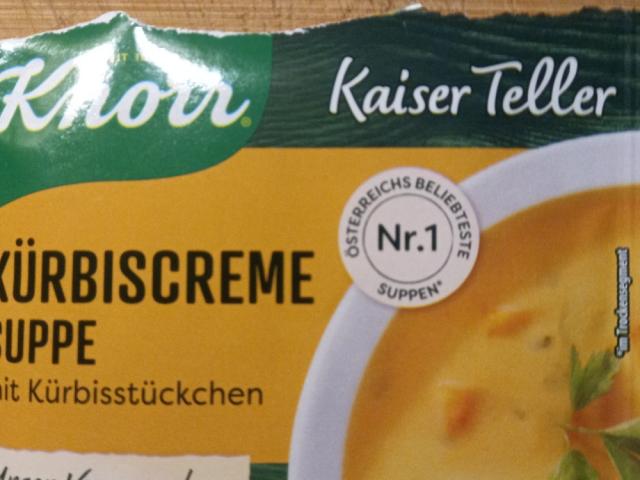 Knorr
Kaiser Teller
ÖSTERREICHS BELIEBTESTE
Nr.1
SUPPEN*
KÜRBISCREME
SUPPE
mit Kürbisstückchen
*im Trockensegment